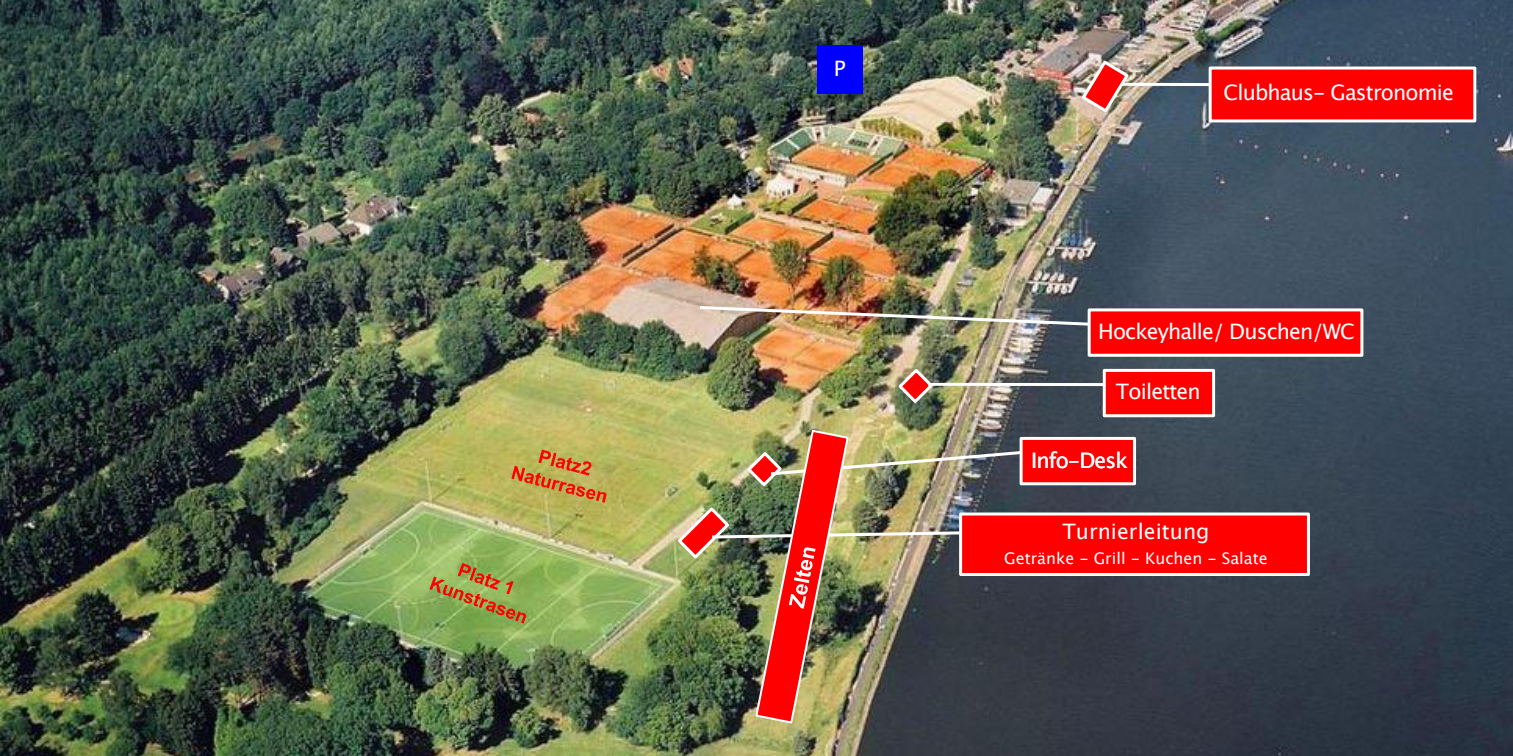 P
Clubhaus- Gastronomie
Hockeyhalle/ Duschen/WC
Toiletten
Info-Desk
Turnierleitung
Getränke - Grill - Kuchen - Salate
Platz2
Naturrasen
Platz 1
Kunstrasen
Zelten